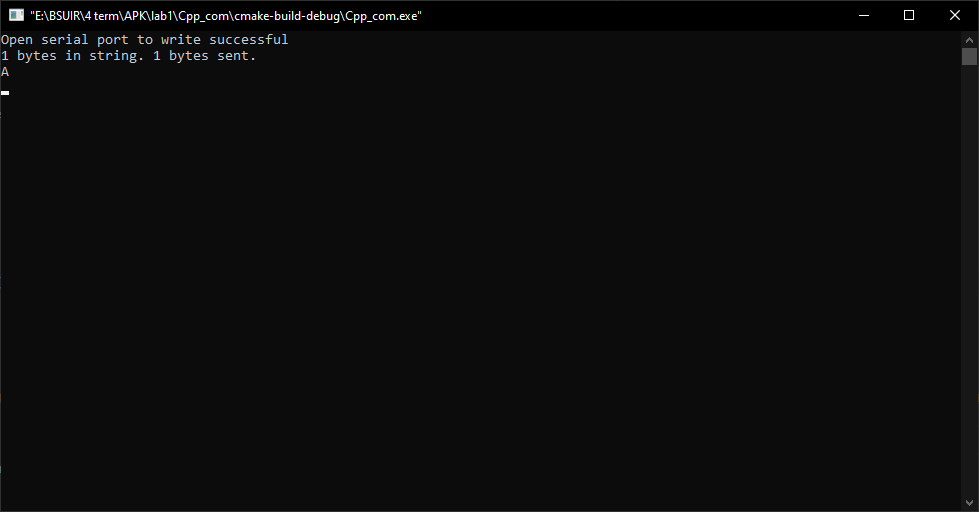 "E:\BSUIR\4 term\APK\lab1\Cpp_com\cmake-build-debug\Cpp_com.exe"
Open serial port to write successful
1 bytes in string. 1 bytes sent.
A